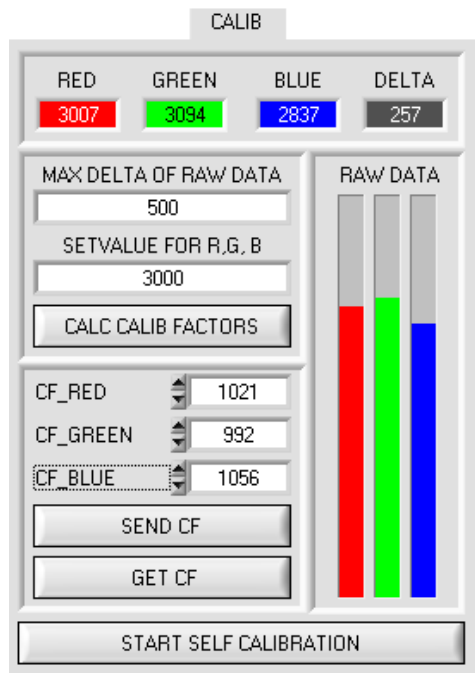 CALIB
RED GREEN BLUE DELTA
3007 3094 2837 257
MAX DELTA OF RAW DATA
500
SETVALUE FOR R,G, B
3000
CALC CALIB FACTORS
RAW DATA
CF_RED 1021
CF_GREEN 992
CF_BLUE 1056
SEND CF
GET CF
START SELF CALIBRATION